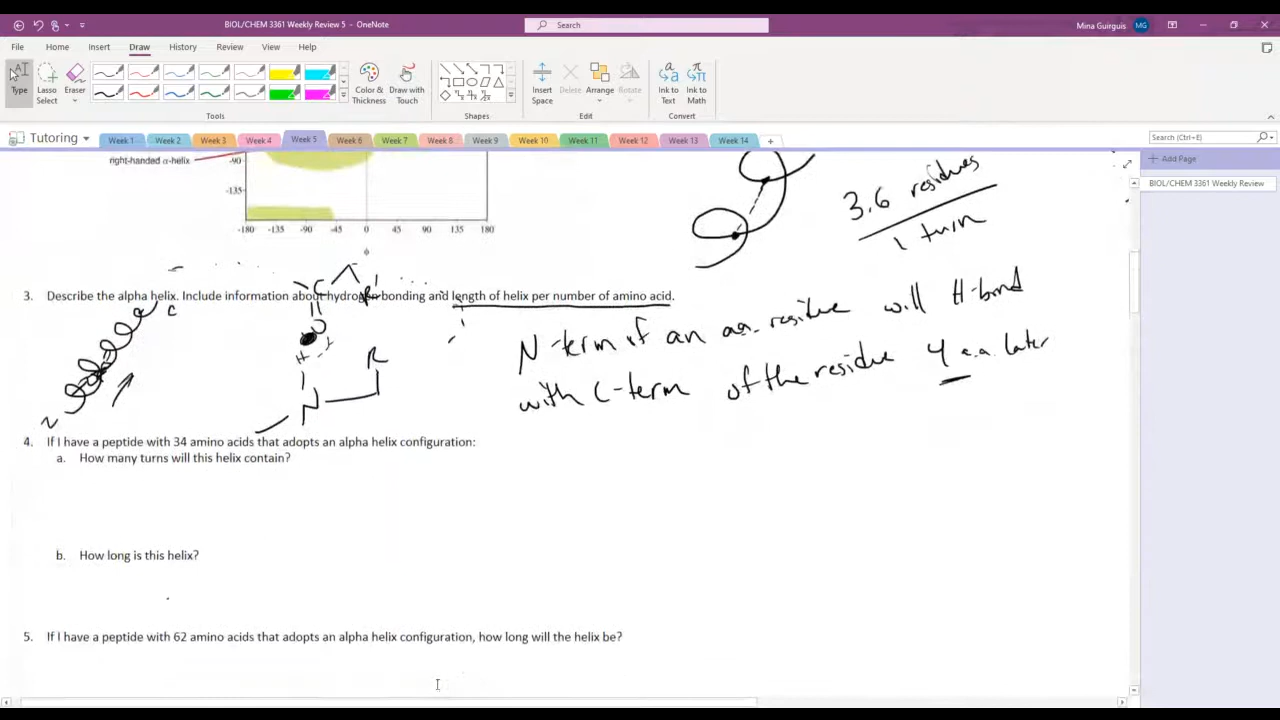 BIOL/CHEM 3361 Weekly Review 5 - OneNote
Search
Mina Guirguis
MG
File Home Insert Draw History Review View Help
Type
Lasso Select
Eraser
Color & Thickness
Draw with Touch
Insert Space
Delete
Arrange
Rotate
Ink to Text
Ink to Math
Tools
Shapes
Edit
Convert
Tutoring
Week 1 Week 2 Week 3 Week 4 Week 5 Week 6 Week 7 Week 8 Week 9 Week 10 Week 11 Week 12 Week 13 Week 14
Search (Ctrl+E)
Add Page
BIOL/CHEM 3361 Weekly Review
right-handed α-helix
-90
-135
-180 -135 -90 -45 0 45 90 135 180
ϕ
3.6 residues
1 turn
3. Describe the alpha helix. Include information about hydrogen bonding and length of helix per number of amino acid.
C
R'
C
O
H
R
N
N
N-term of an aa. residue will H-bond
with C-term of the residue 4 a.a. later
4. If I have a peptide with 34 amino acids that adopts an alpha helix configuration:
a. How many turns will this helix contain?
b. How long is this helix?
5. If I have a peptide with 62 amino acids that adopts an alpha helix configuration, how long will the helix be?